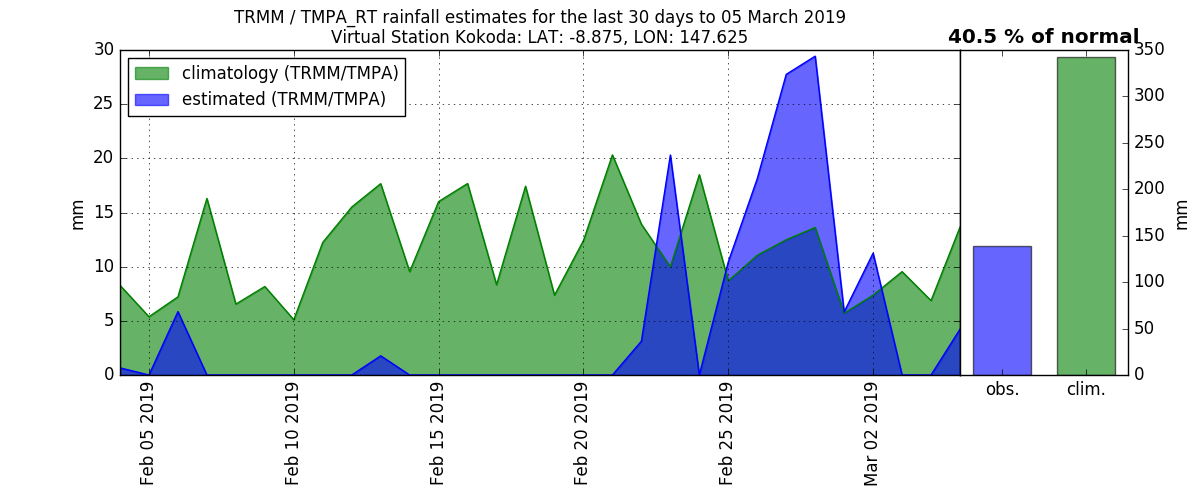 TRMM / TMPA_RT rainfall estimates for the last 30 days to 05 March 2019
Virtual Station Kokoda: LAT: -8.875, LON: 147.625
40.5 % of normal
climatology (TRMM/TMPA)
estimated (TRMM/TMPA)
30
25
20
15
10
5
0
mm
Feb 05 2019
Feb 10 2019
Feb 15 2019
Feb 20 2019
Feb 25 2019
Mar 02 2019
350
300
250
200
150
100
50
0
mm
obs.
clim.